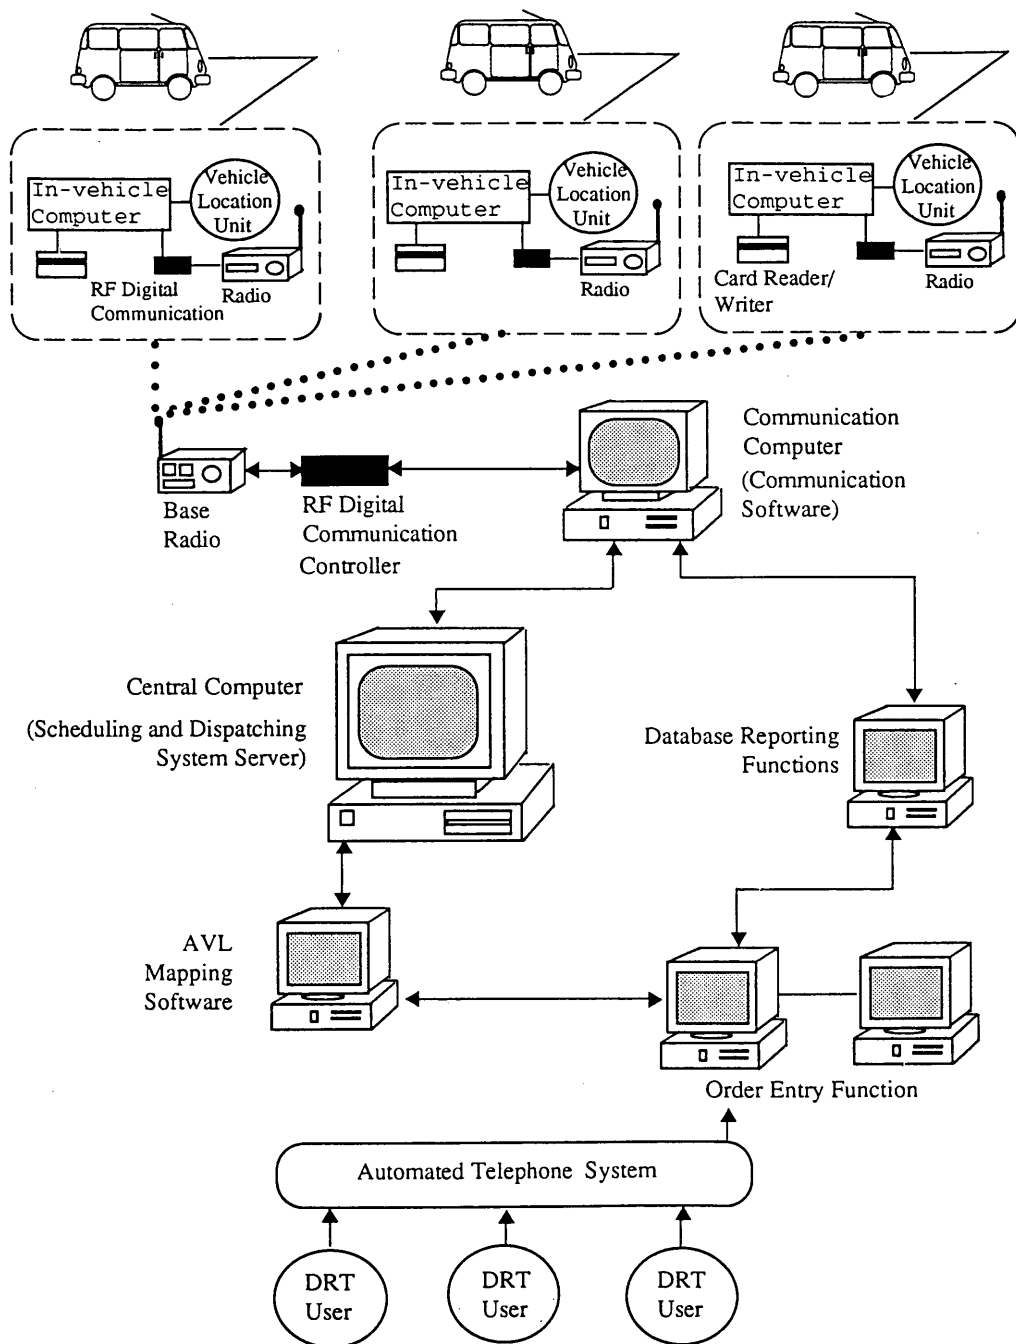 In-vehicle
Computer
Vehicle
Location
Unit
RF Digital
Communication
Radio
In-vehicle
Computer
Vehicle
Location
Unit
Radio
In-vehicle
Computer
Vehicle
Location
Unit
Card Reader/
Writer
Radio
Base
Radio
RF Digital
Communication
Controller
Communication
Computer
(Communication
Software)
Central Computer
(Scheduling and Dispatching
System Server)
Database Reporting
Functions
AVL
Mapping
Software
Order Entry Function
Automated Telephone System
DRT
User
DRT
User
DRT
User